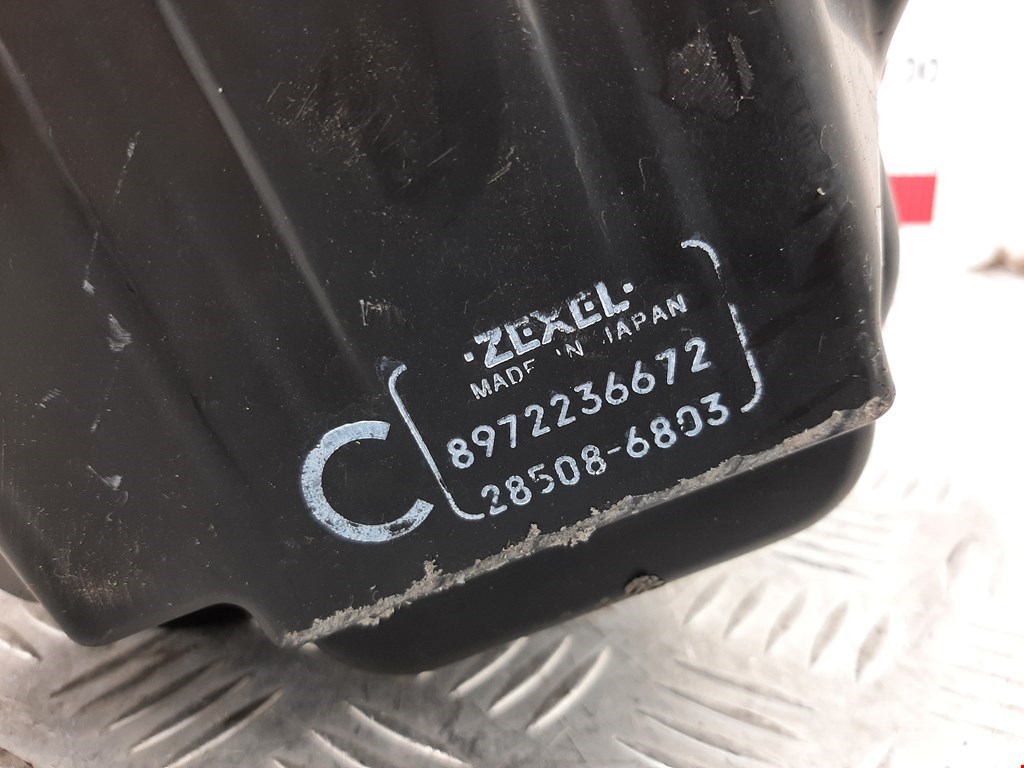 ·ZEXEL·
MADE IN JAPAN
8972236672
28508-6803
C